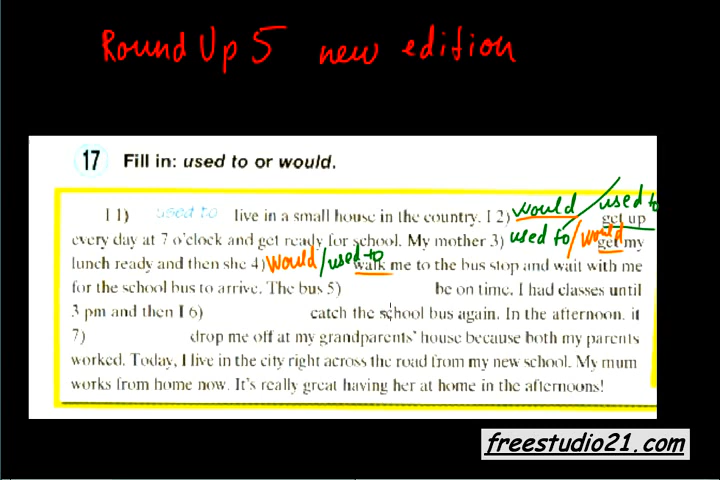 Round Up 5 new edition
17 Fill in: used to or would.
I 1) used to live in a small house in the country. I 2) would / used to get up
every day at 7 o'clock and get ready for school. My mother 3) used to / would get my
lunch ready and then she 4) would / used to walk me to the bus stop and wait with me
for the school bus to arrive. The bus 5) be on time. I had classes until
3 pm and then I 6) catch the school bus again. In the afternoon, it
7) drop me off at my grandparents' house because both my parents
worked. Today, I live in the city right across the road from my new school. My mum
works from home now. It's really great having her at home in the afternoons!
freestudio21.com